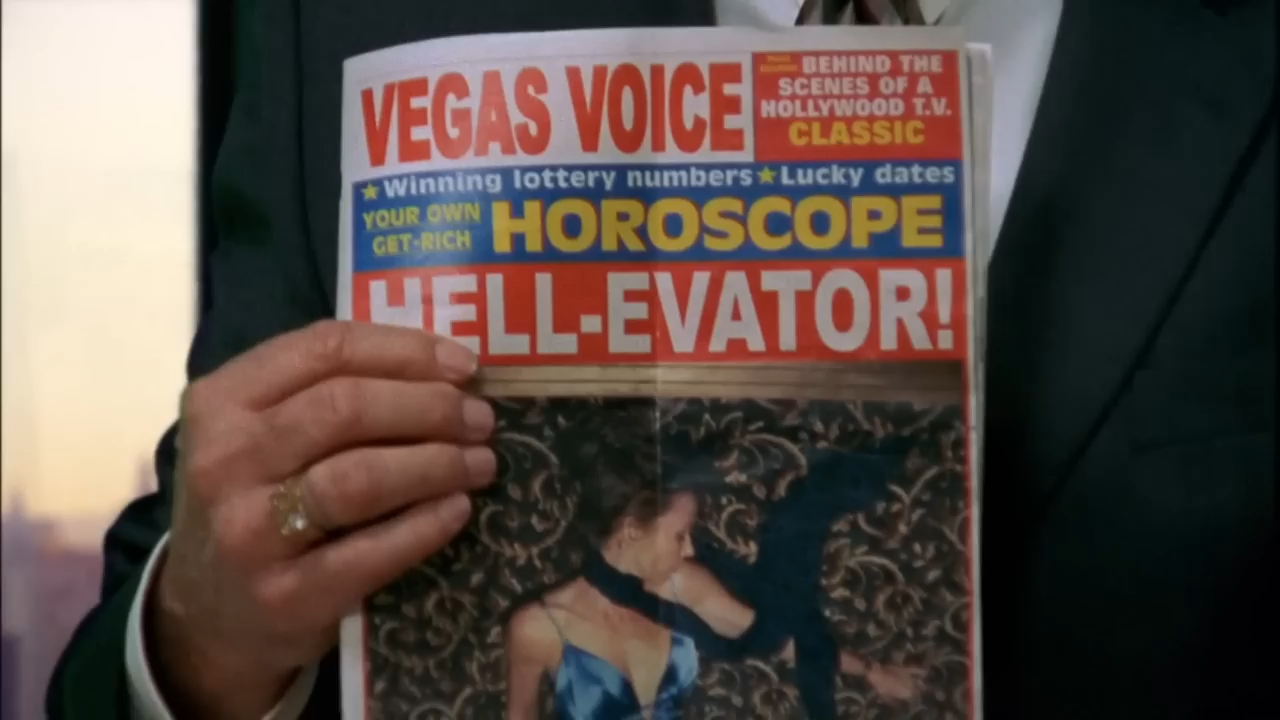 VEGAS VOICE
BEHIND THE
SCENES OF A
HOLLYWOOD T.V.
CLASSIC
Winning lottery numbers Lucky dates
YOUR OWN
GET-RICH
HOROSCOPE
HELL-EVATOR!